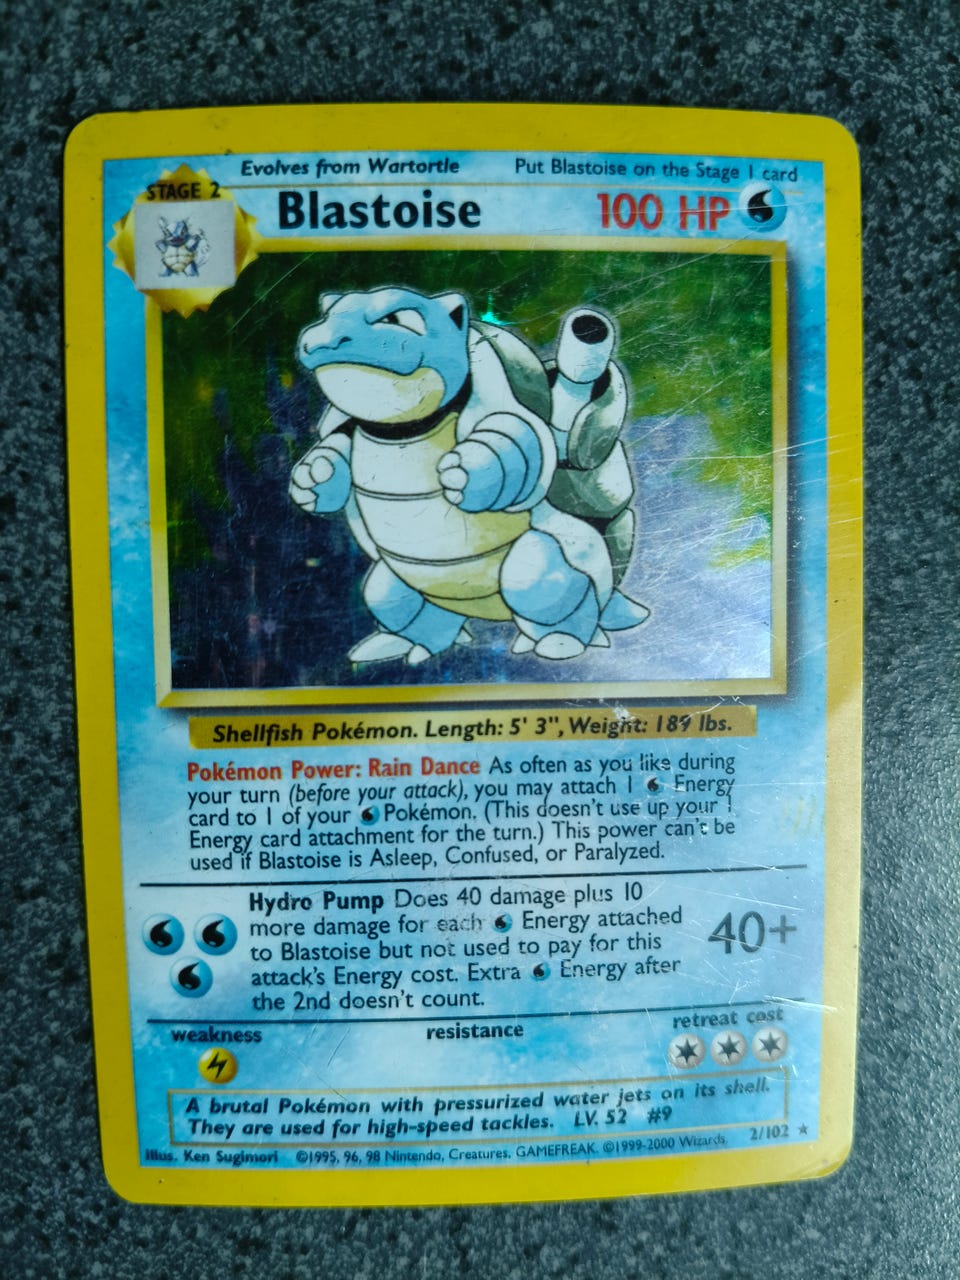 Evolves from Wartortle Put Blastoise on the Stage 1 card
STAGE 2
Blastoise 100 HP
Shellfish Pokémon. Length: 5' 3", Weight: 189 lbs.
Pokémon Power: Rain Dance As often as you like during
your turn (before your attack), you may attach 1 Energy
card to 1 of your Pokémon. (This doesn't use up your 1
Energy card attachment for the turn.) This power can't be
used if Blastoise is Asleep, Confused, or Paralyzed.
Hydro Pump Does 40 damage plus 10
more damage for each Energy attached
to Blastoise but not used to pay for this
attack's Energy cost. Extra Energy after
the 2nd doesn't count.
40+
weakness resistance retreat cost
A brutal Pokémon with pressurized water jets on its shell.
They are used for high-speed tackles. LV. 52 #9
Illus. Ken Sugimori ©1995, 96, 98 Nintendo, Creatures, GAMEFREAK. ©1999-2000 Wizards. 2/102 ★